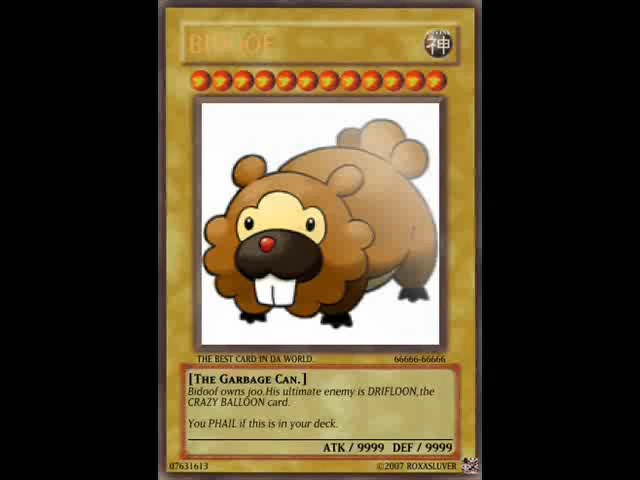 BIDOOF
神
THE BEST CARD IN DA WORLD. 66666-66666
[THE GARBAGE CAN.]
Bidoof owns joo.His ultimate enemy is DRIFLOON,the
CRAZY BALLOON card.
You PHAIL if this is in your deck.
ATK / 9999 DEF / 9999
07631613 ©2007 ROXASLUVER